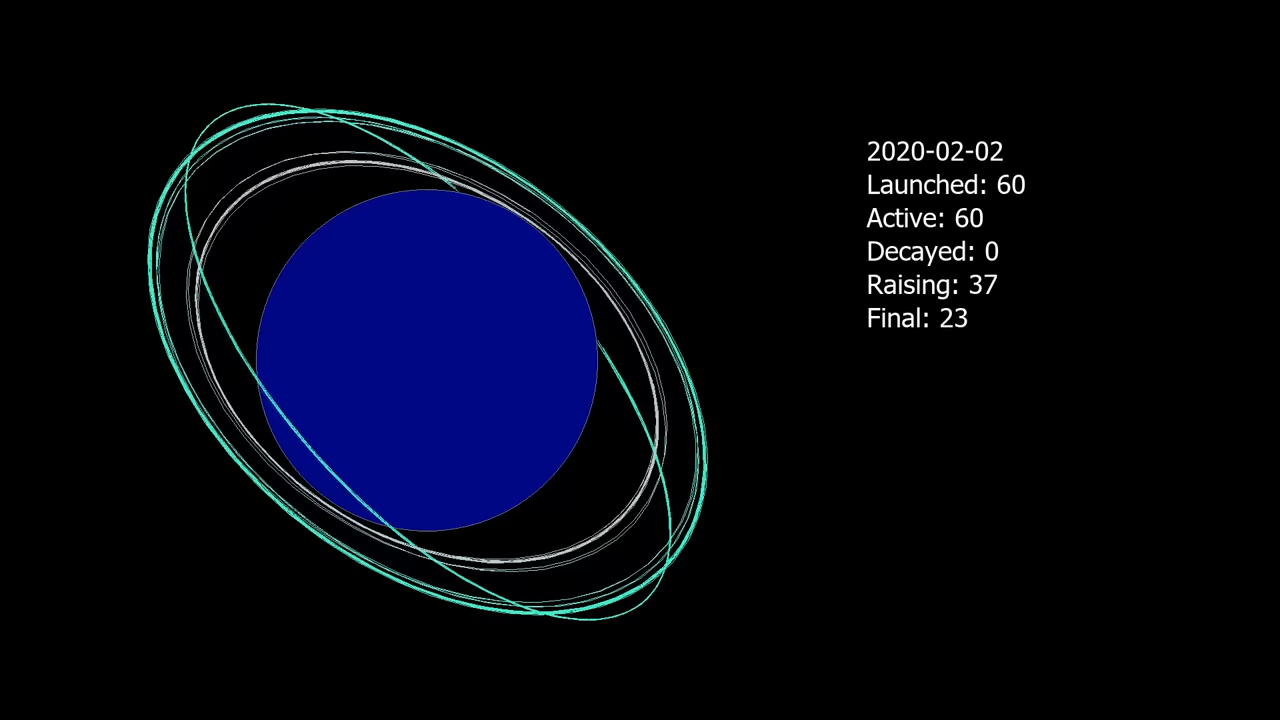 2020-02-02
Launched: 60
Active: 60
Decayed: 0
Raising: 37
Final: 23